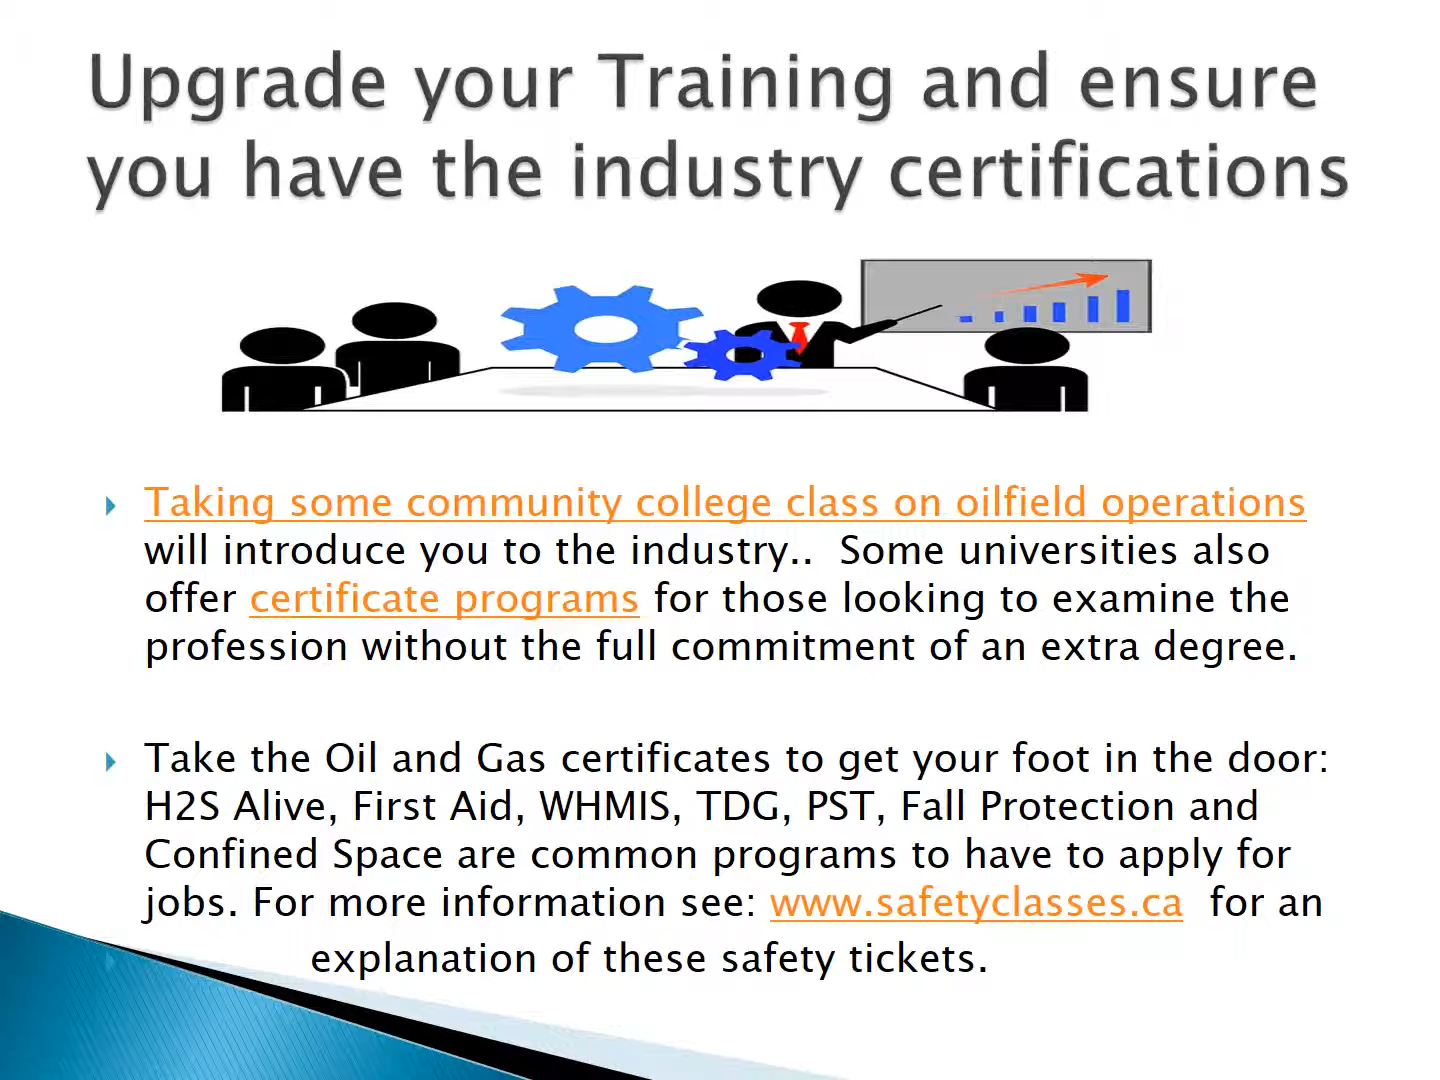 Upgrade your Training and ensure
you have the industry certifications
Taking some community college class on oilfield operations
will introduce you to the industry..  Some universities also
offer certificate programs for those looking to examine the
profession without the full commitment of an extra degree.
Take the Oil and Gas certificates to get your foot in the door:
H2S Alive, First Aid, WHMIS, TDG, PST, Fall Protection and
Confined Space are common programs to have to apply for
jobs. For more information see: www.safetyclasses.ca  for an
explanation of these safety tickets.